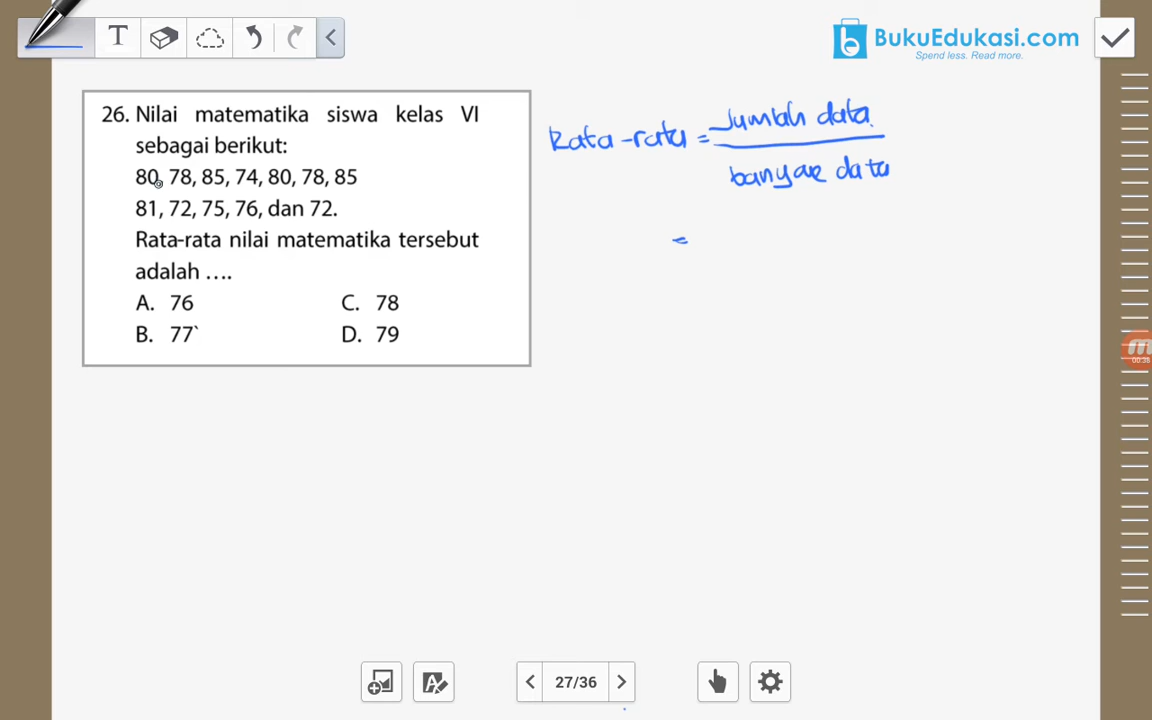 T
BukuEdukasi.com
Spend less. Read more.
26. Nilai matematika siswa kelas VI
sebagai berikut:
80, 78, 85, 74, 80, 78, 85
81, 72, 75, 76, dan 72.
Rata-rata nilai matematika tersebut
adalah ....
A. 76 C. 78
B. 77` D. 79
Rata-rata = Jumlah data
banyak data
=
00:38
27/36